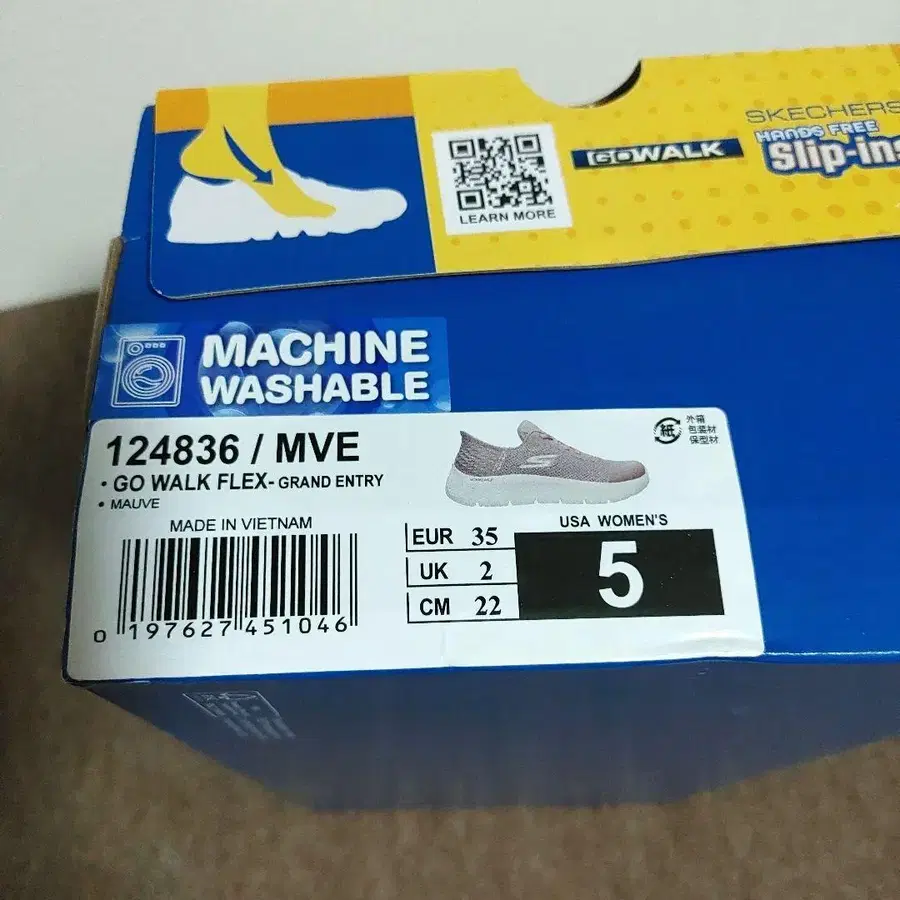 SKECHERS
HANDS FREE
Slip-ins
GOWALK
LEARN MORE
MACHINE
WASHABLE
124836 / MVE
• GO WALK FLEX- GRAND ENTRY
• MAUVE
MADE IN VIETNAM
0 197627 451046
紙
外箱
包装材
保型材
EUR 35
UK 2
CM 22
USA WOMEN'S
5